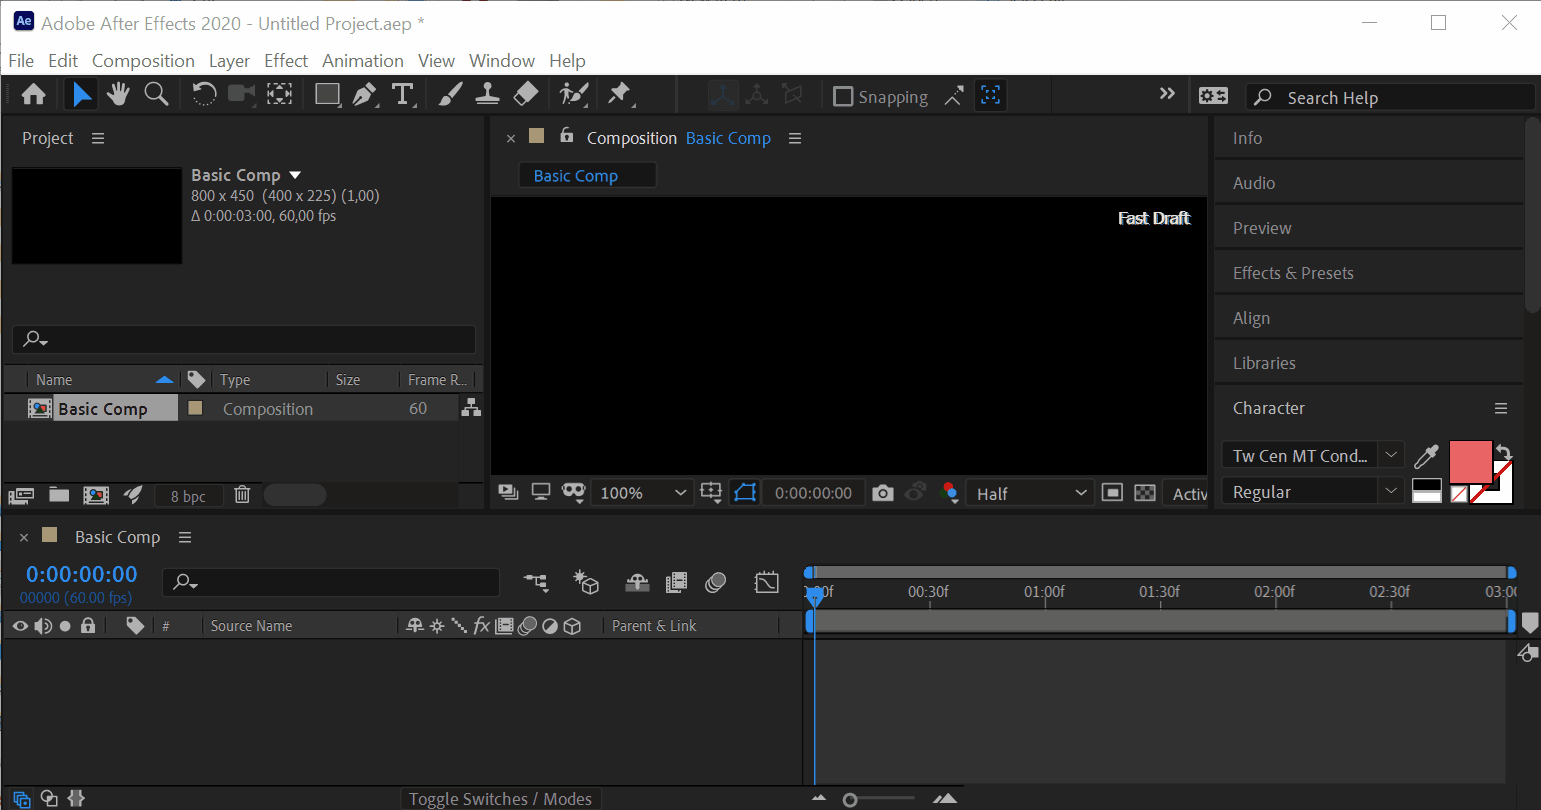 Ae Adobe After Effects 2020 - Untitled Project.aep *
File Edit Composition Layer Effect Animation View Window Help
T Snapping Search Help
Project
Basic Comp
800 x 450 (400 x 225) (1,00)
Δ 0:00:03:00, 60,00 fps
Name Type Size Frame R...
Basic Comp Composition 60
8 bpc
Composition Basic Comp
Basic Comp
Fast Draft
100% 0:00:00:00 Half Activ
Info
Audio
Preview
Effects & Presets
Align
Libraries
Character
Tw Cen MT Cond...
Regular
Basic Comp
0:00:00:00
00000 (60.00 fps)
00f 00:30f 01:00f 01:30f 02:00f 02:30f 03:00
# Source Name fx Parent & Link
Toggle Switches / Modes